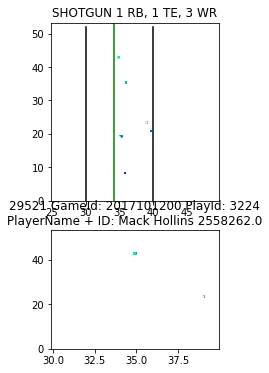 SHOTGUN 1 RB, 1 TE, 3 WR
50
40
30
20
10
0
25 30 35 40 45
29521 GameId: 2017101200 PlayId: 3224
PlayerName + ID: Mack Hollins 2558262.0
40
20
0
30.0 32.5 35.0 37.5